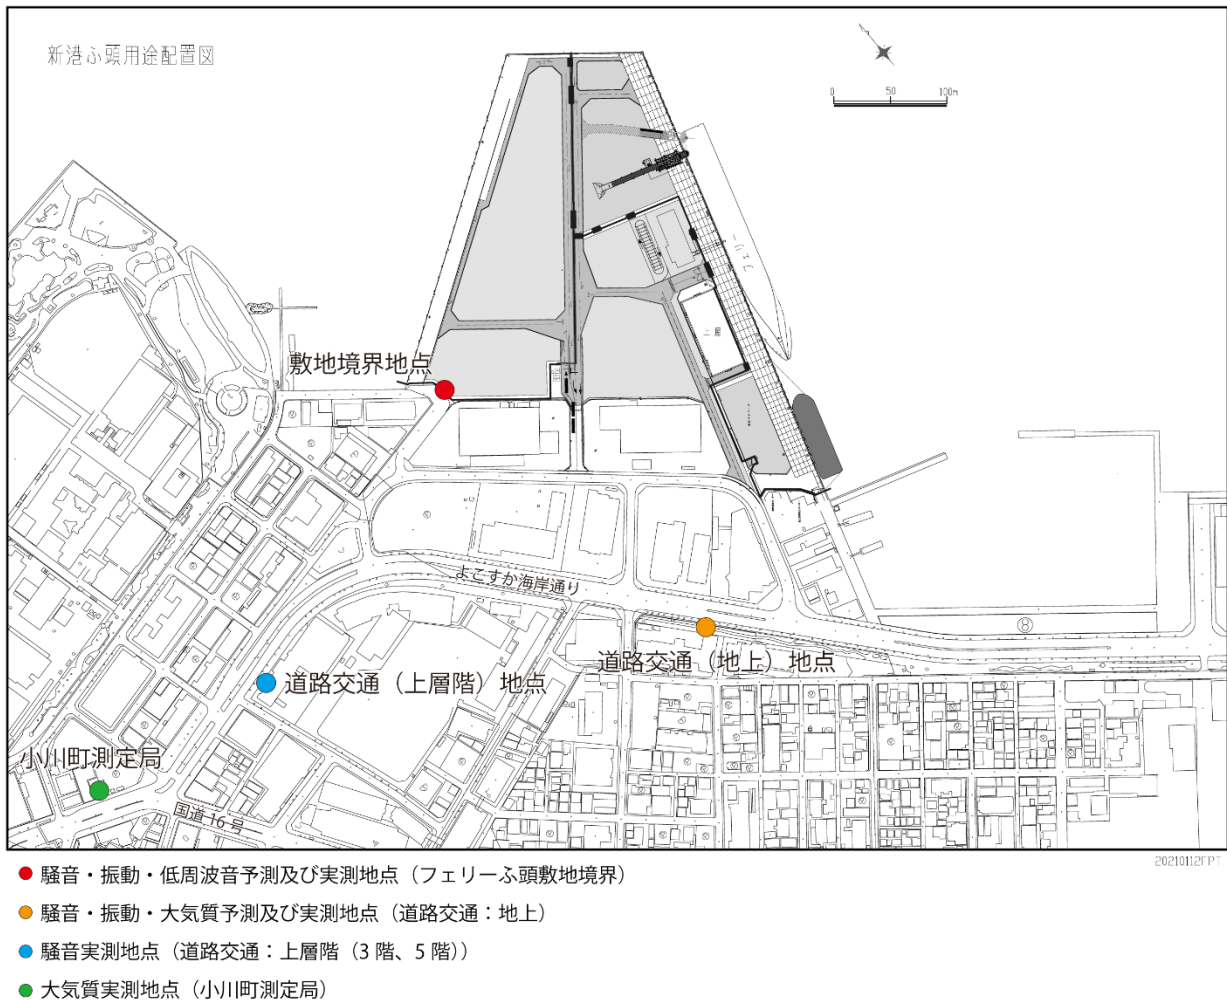 新港ふ頭用途配置図
0 50 100m
フェリー
上屋
敷地境界地点
よこすか海岸通り
⑧
道路交通（地上）地点
道路交通（上層階）地点
小川町測定局
国道 16 号
20210112FPT
騒音・振動・低周波音予測及び実測地点（フェリーふ頭敷地境界）
騒音・振動・大気質予測及び実測地点（道路交通：地上）
騒音実測地点（道路交通：上層階（3 階、5 階））
大気質実測地点（小川町測定局）